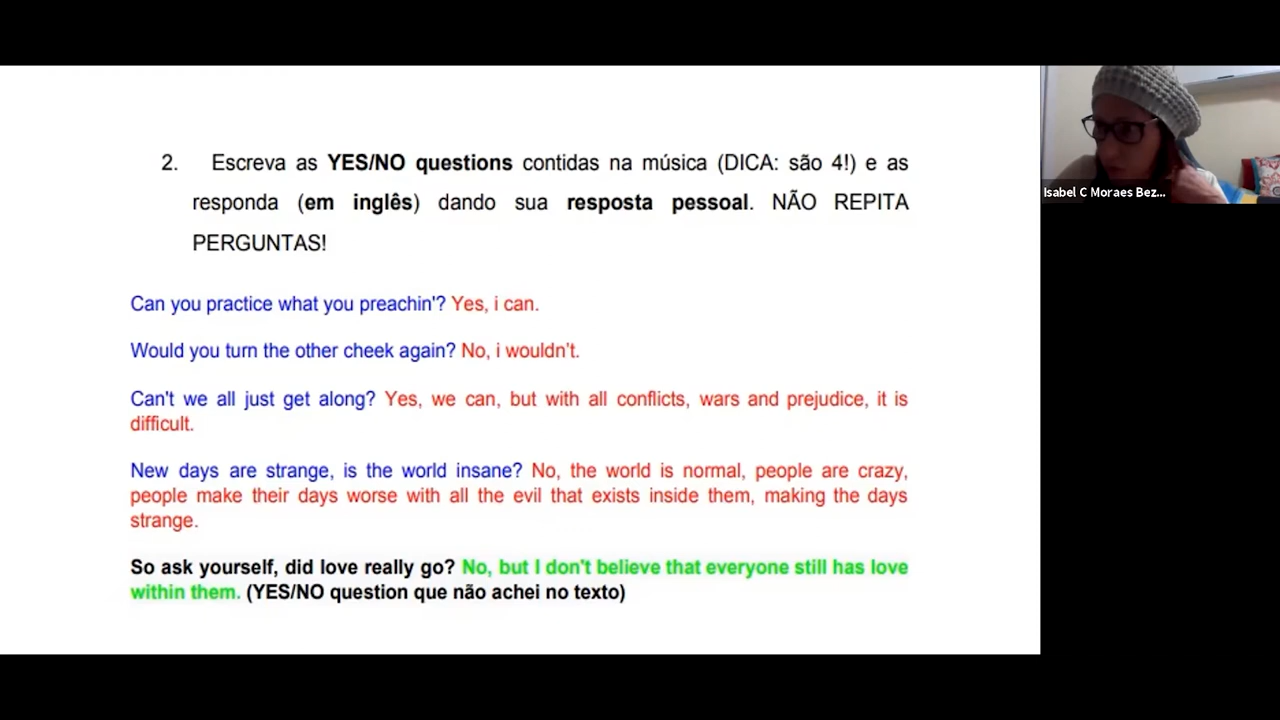 2. Escreva as YES/NO questions contidas na música (DICA: são 4!) e as
responda (em inglês) dando sua resposta pessoal. NÃO REPITA
PERGUNTAS!
Can you practice what you preachin'? Yes, i can.
Would you turn the other cheek again? No, i wouldn't.
Can't we all just get along? Yes, we can, but with all conflicts, wars and prejudice, it is
difficult.
New days are strange, is the world insane? No, the world is normal, people are crazy,
people make their days worse with all the evil that exists inside them, making the days
strange.
So ask yourself, did love really go? No, but I don't believe that everyone still has love
within them. (YES/NO question que não achei no texto)
Isabel C Moraes Bez...